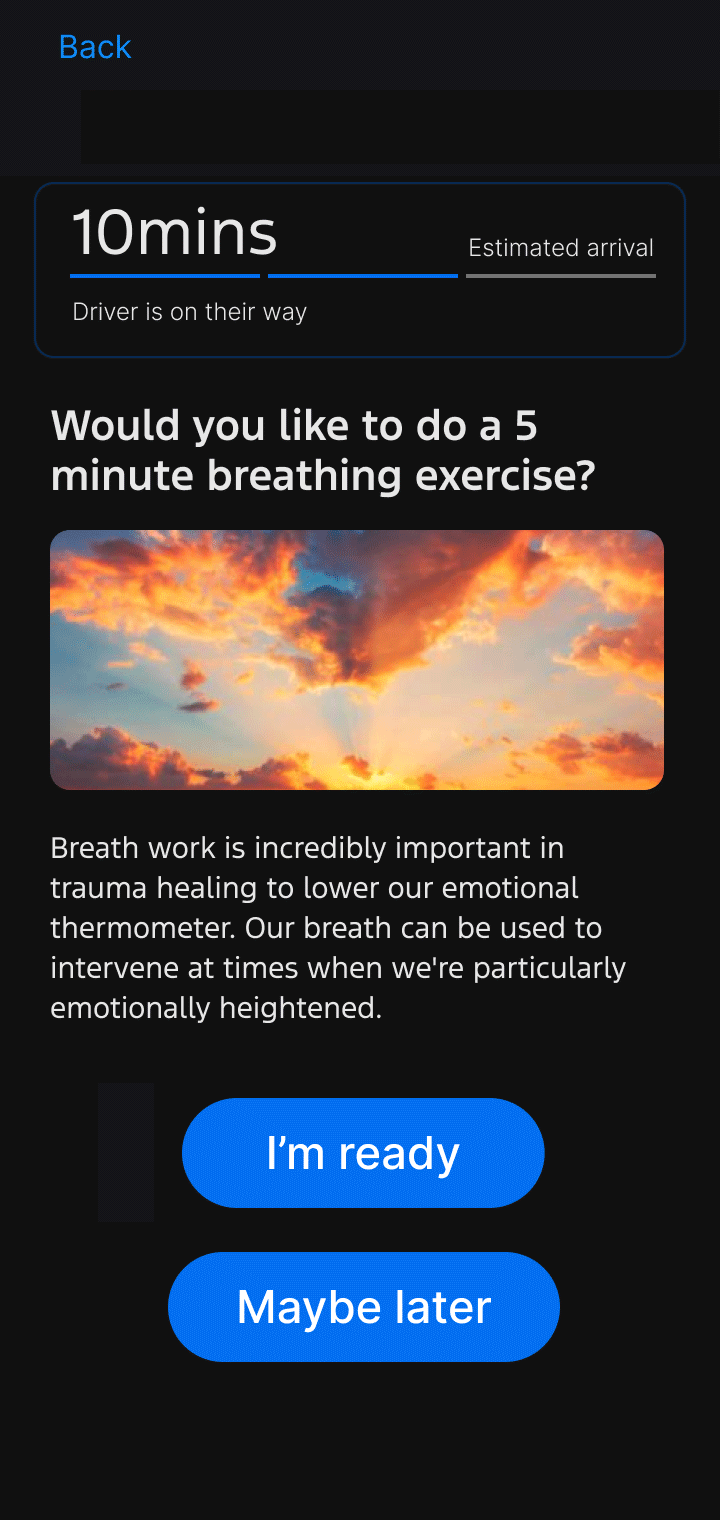 Back
10mins
Estimated arrival
Driver is on their way
Would you like to do a 5
minute breathing exercise?
Breath work is incredibly important in
trauma healing to lower our emotional
thermometer. Our breath can be used to
intervene at times when we're particularly
emotionally heightened.
I’m ready
Maybe later